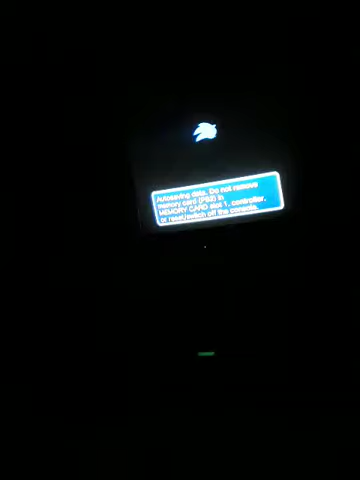 Autosaving data. Do not remove
memory card (PS2) in
MEMORY CARD slot 1, controller,
or reset/switch off the console.